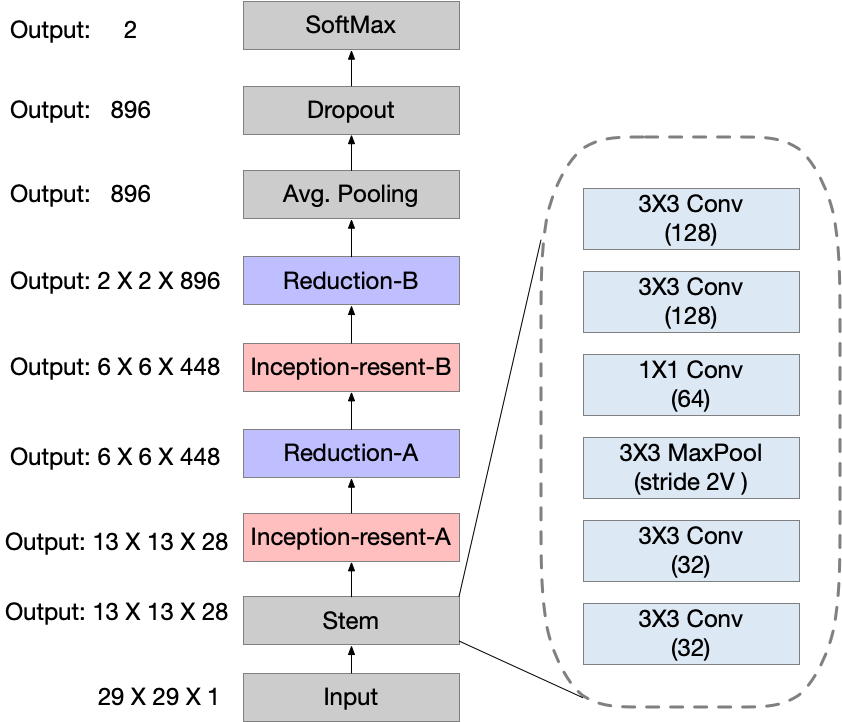 Output: 2
SoftMax
Output: 896
Dropout
Output: 896
Avg. Pooling
Output: 2 X 2 X 896
Reduction-B
Output: 6 X 6 X 448
Inception-resent-B
Output: 6 X 6 X 448
Reduction-A
Output: 13 X 13 X 28
Inception-resent-A
Output: 13 X 13 X 28
Stem
29 X 29 X 1
Input
3X3 Conv
(128)
3X3 Conv
(128)
1X1 Conv
(64)
3X3 MaxPool
(stride 2V )
3X3 Conv
(32)
3X3 Conv
(32)